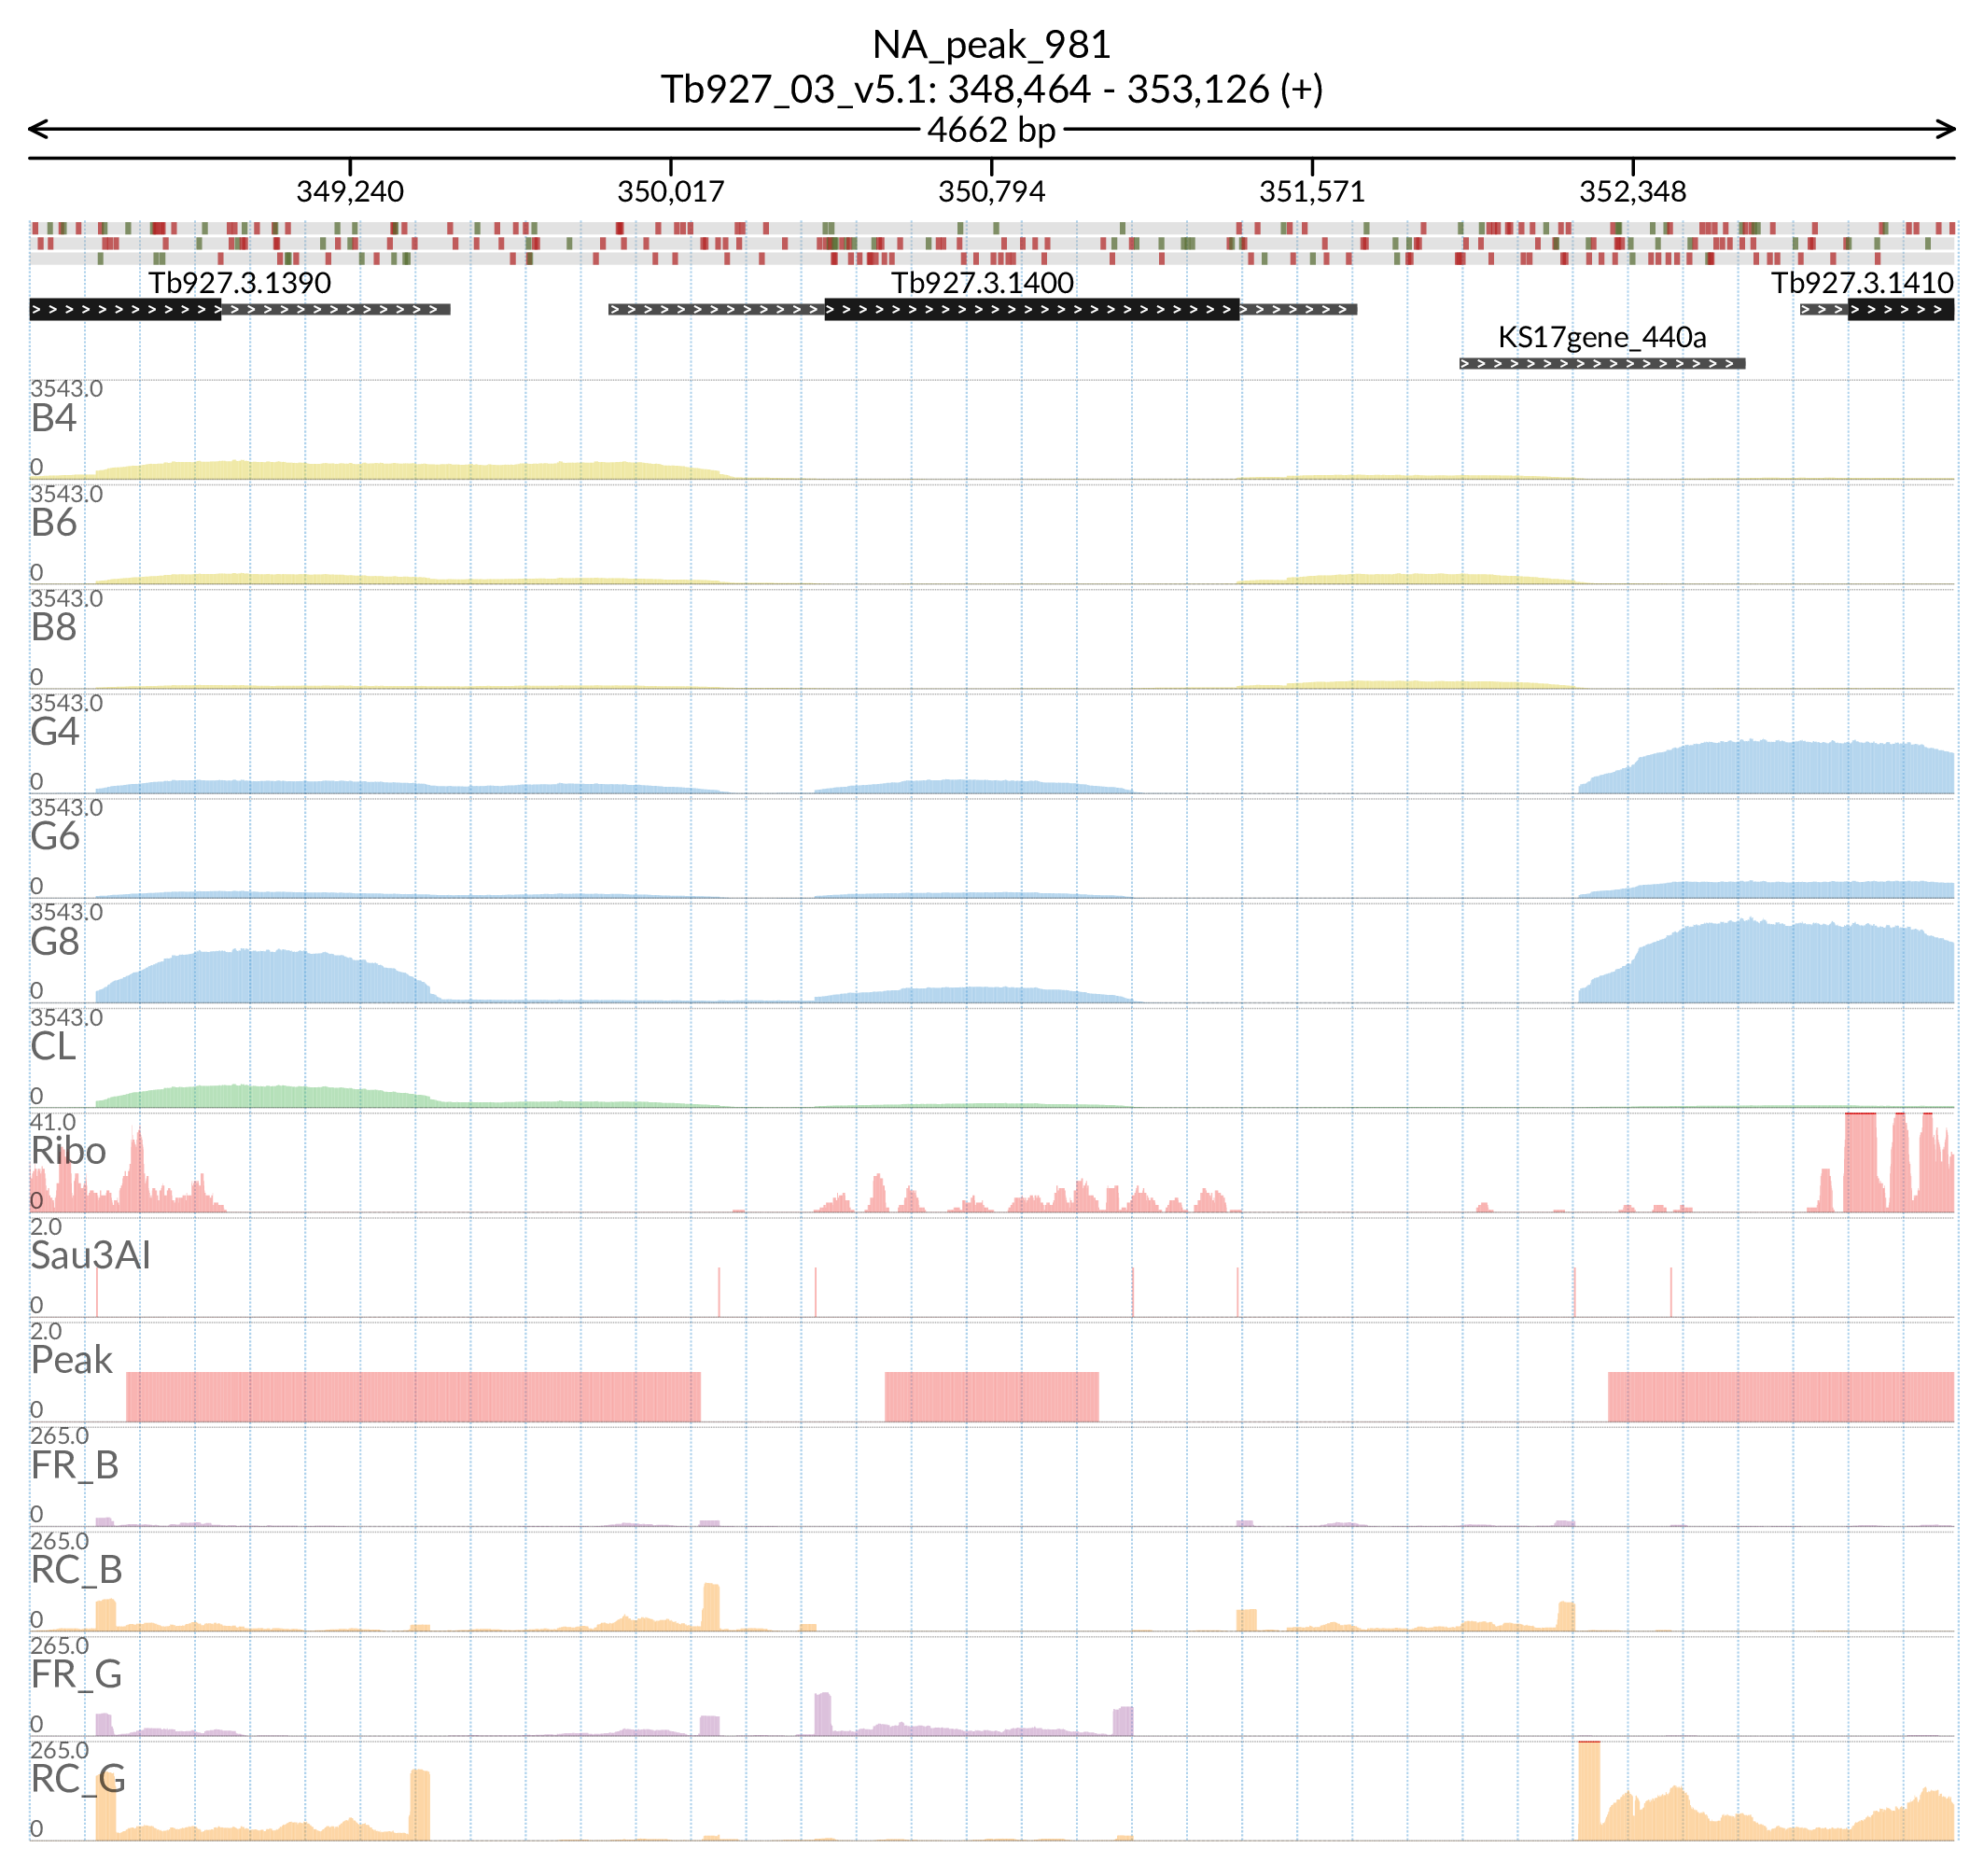 NA_peak_981
Tb927_03_v5.1: 348,464 - 353,126 (+)
4662 bp
349,240 350,017 350,794 351,571 352,348
Tb927.3.1390 Tb927.3.1400 Tb927.3.1410
KS17gene_440a
3543.0
B4
0
3543.0
B6
0
3543.0
B8
0
3543.0
G4
0
3543.0
G6
0
3543.0
G8
0
3543.0
CL
0
41.0
Ribo
0
2.0
Sau3AI
0
2.0
Peak
0
265.0
FR_B
0
265.0
RC_B
0
265.0
FR_G
0
265.0
RC_G
0